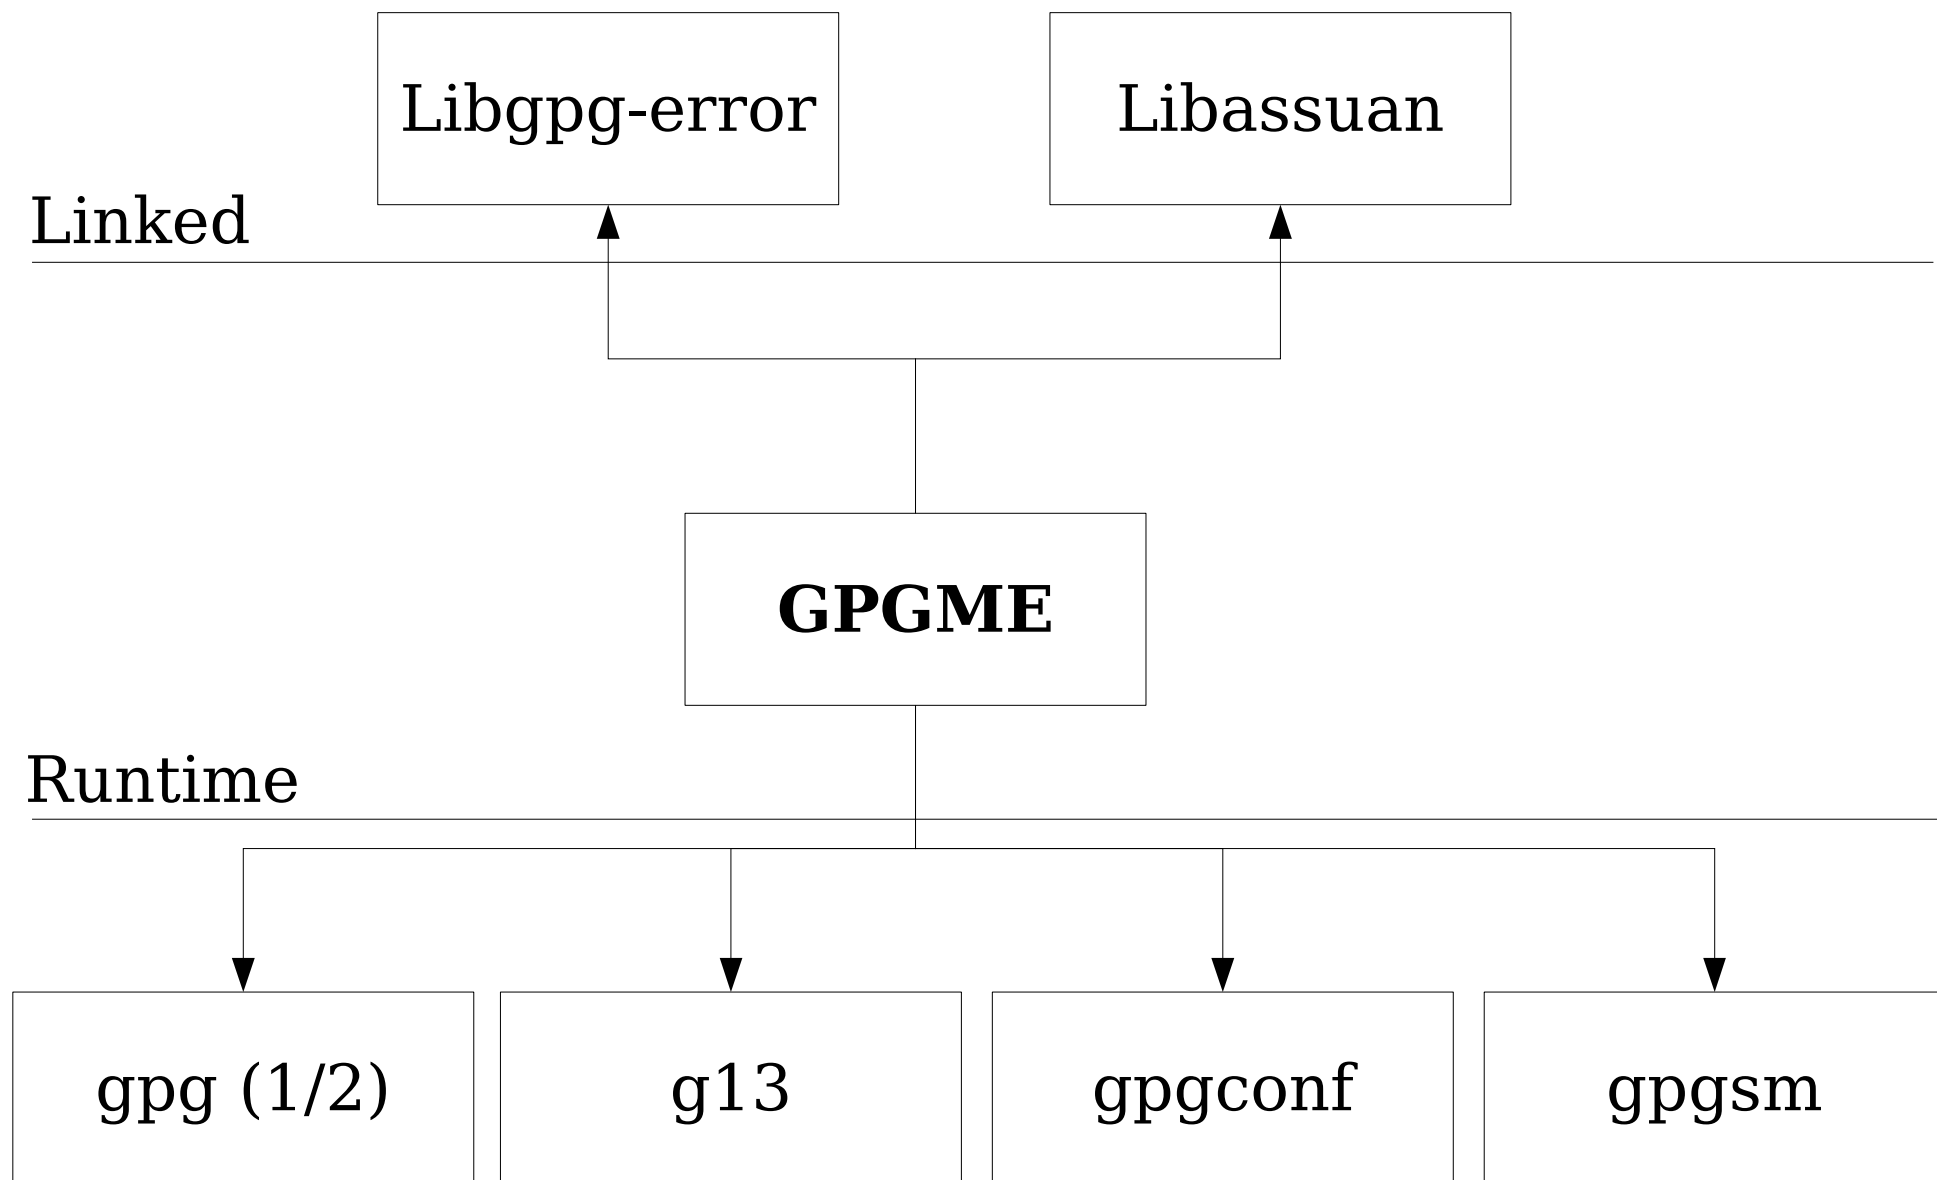 Libgpg-error
Libassuan
Linked
GPGME
Runtime
gpg (1/2)
g13
gpgconf
gpgsm